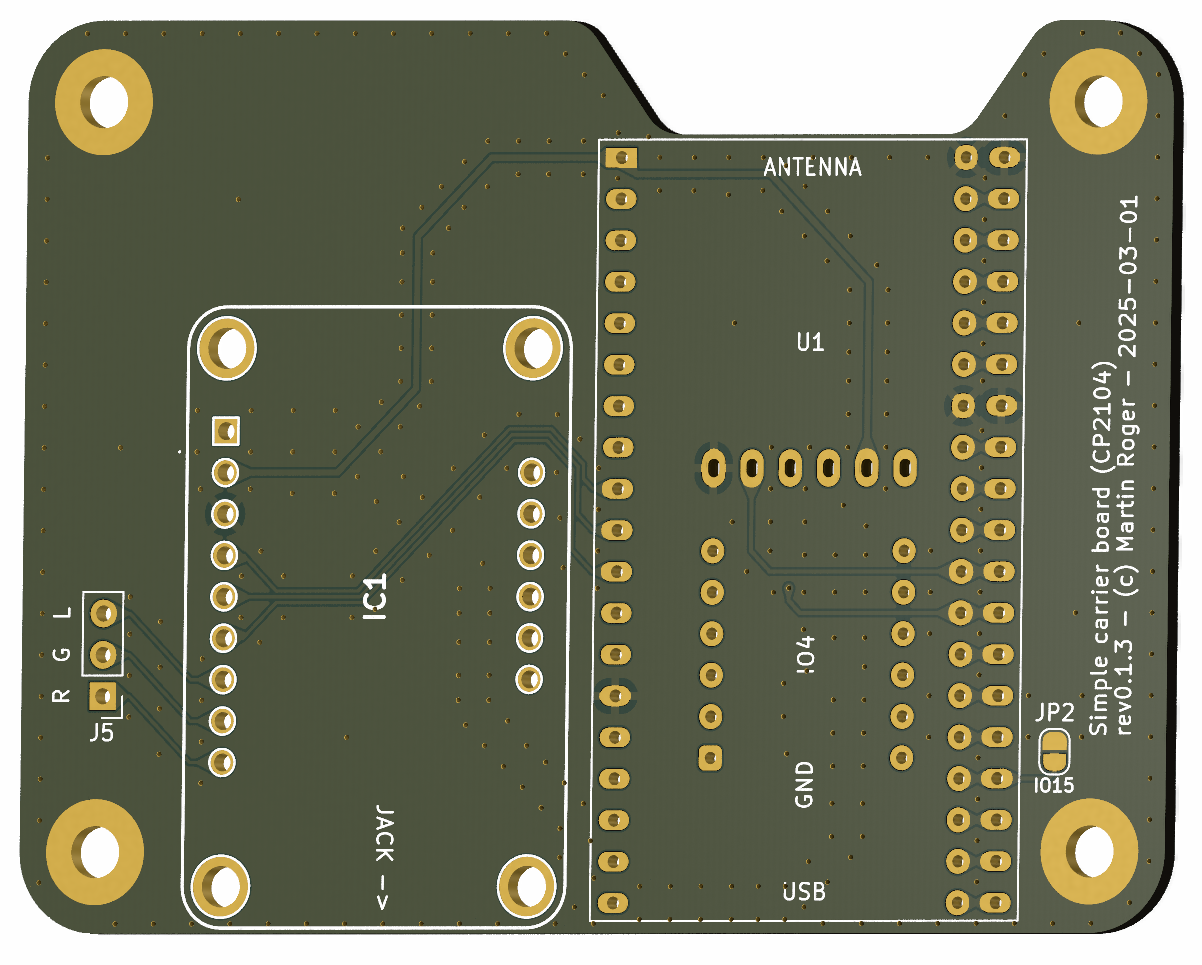 ANTENNA
U1
IC1
L
G
R
J5
IO4
GND
JACK ->
USB
JP2
IO15
Simple carrier board (CP2104)
rev0.1.3 - (c) Martin Roger - 2025-03-01